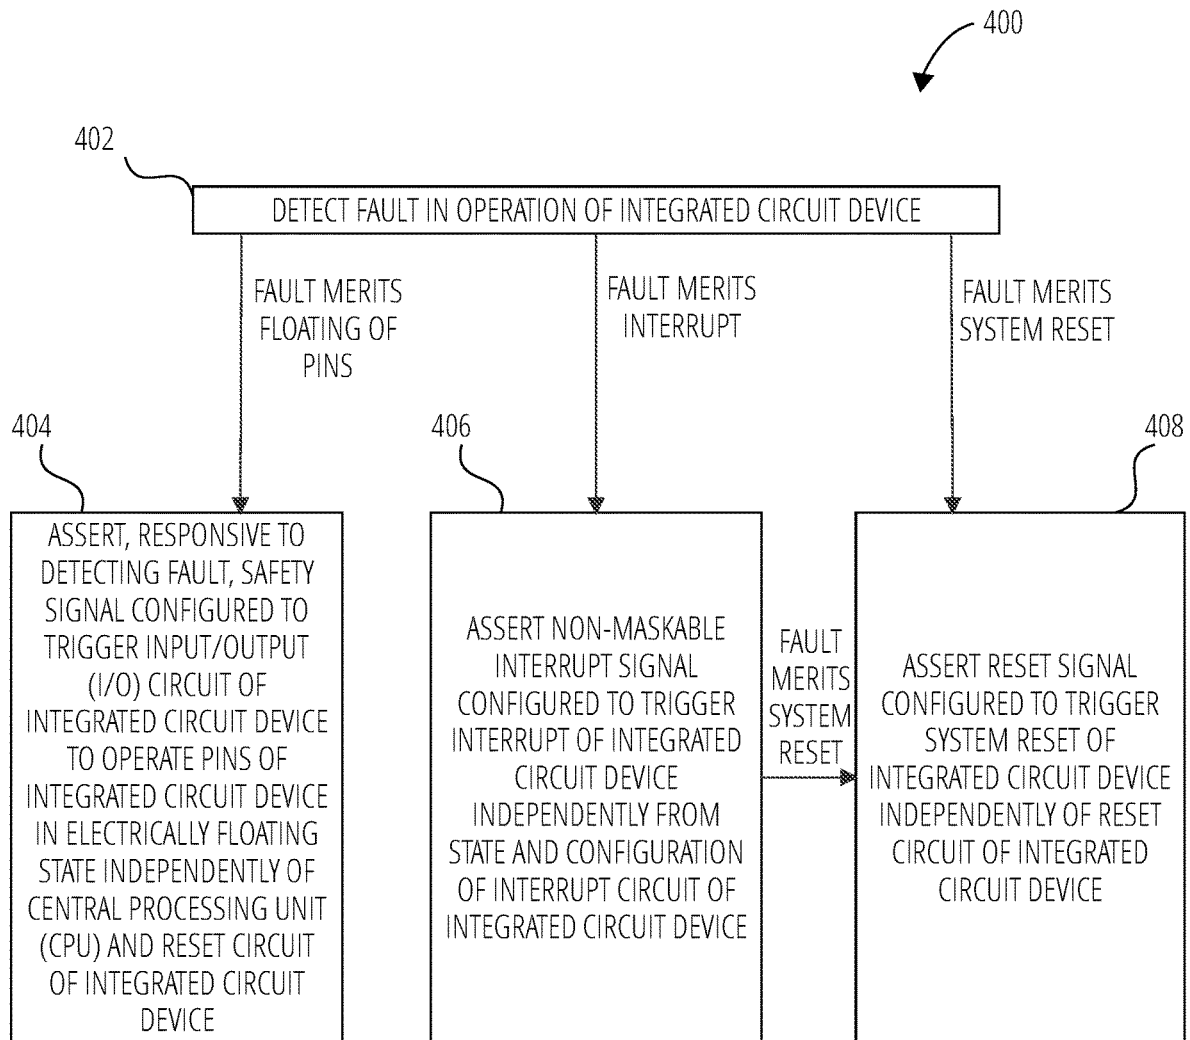 400
402
DETECT FAULT IN OPERATION OF INTEGRATED CIRCUIT DEVICE
FAULT MERITS
FLOATING OF
PINS
FAULT MERITS
INTERRUPT
FAULT MERITS
SYSTEM RESET
404
ASSERT, RESPONSIVE TO
DETECTING FAULT, SAFETY
SIGNAL CONFIGURED TO
TRIGGER INPUT/OUTPUT
(I/O) CIRCUIT OF
INTEGRATED CIRCUIT DEVICE
TO OPERATE PINS OF
INTEGRATED CIRCUIT DEVICE
IN ELECTRICALLY FLOATING
STATE INDEPENDENTLY OF
CENTRAL PROCESSING UNIT
(CPU) AND RESET CIRCUIT
OF INTEGRATED CIRCUIT
DEVICE
406
ASSERT NON-MASKABLE
INTERRUPT SIGNAL
CONFIGURED TO TRIGGER
INTERRUPT OF INTEGRATED
CIRCUIT DEVICE
INDEPENDENTLY FROM
STATE AND CONFIGURATION
OF INTERRUPT CIRCUIT OF
INTEGRATED CIRCUIT DEVICE
FAULT
MERITS
SYSTEM
RESET
408
ASSERT RESET SIGNAL
CONFIGURED TO TRIGGER
SYSTEM RESET OF
INTEGRATED CIRCUIT DEVICE
INDEPENDENTLY OF RESET
CIRCUIT OF INTEGRATED
CIRCUIT DEVICE